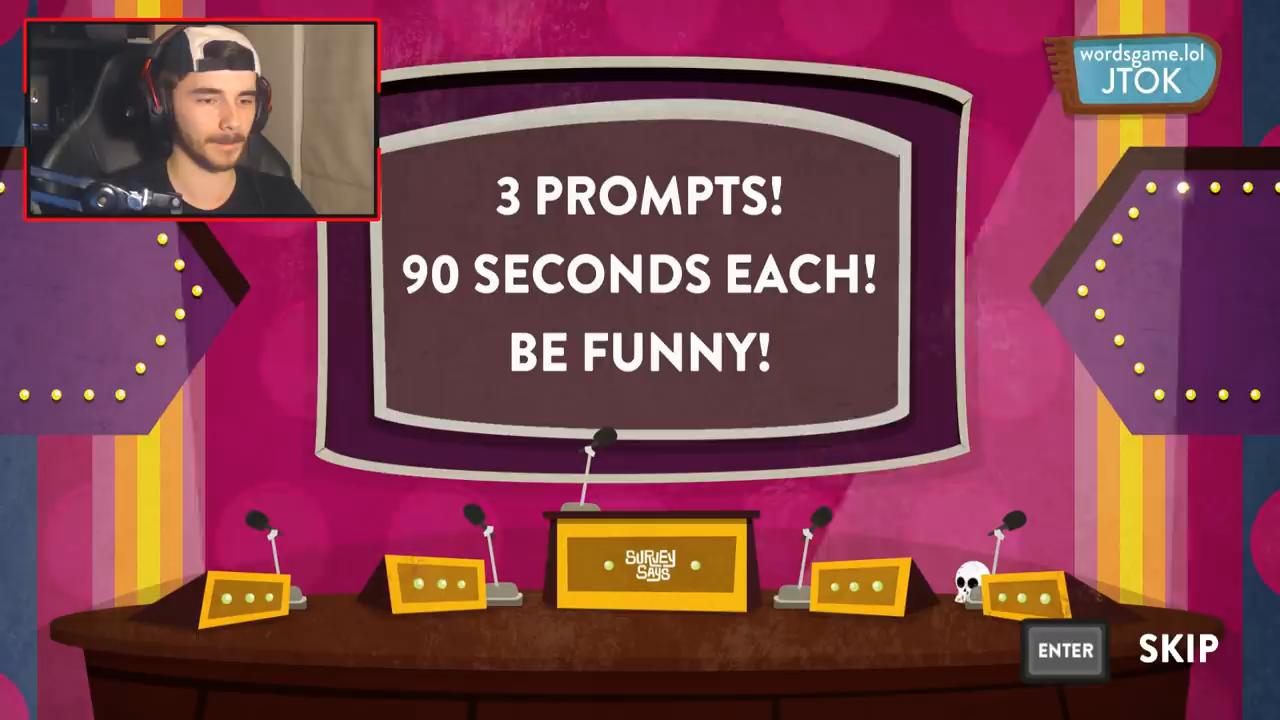 wordsgame.lol
JTOK
3 PROMPTS!
90 SECONDS EACH!
BE FUNNY!
SURVEY
SAYS
ENTER
SKIP